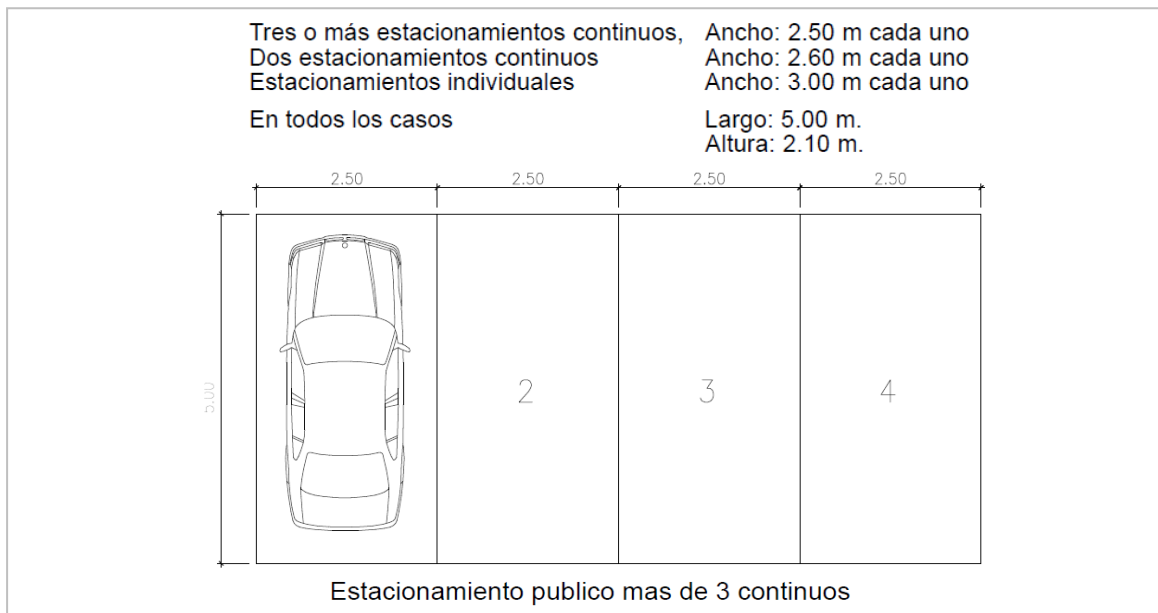 Tres o más estacionamientos continuos, Ancho: 2.50 m cada uno
Dos estacionamientos continuos Ancho: 2.60 m cada uno
Estacionamientos individuales Ancho: 3.00 m cada uno
En todos los casos Largo: 5.00 m.
Altura: 2.10 m.
2.50 2.50 2.50 2.50
5.00
2 3 4
Estacionamiento publico mas de 3 continuos